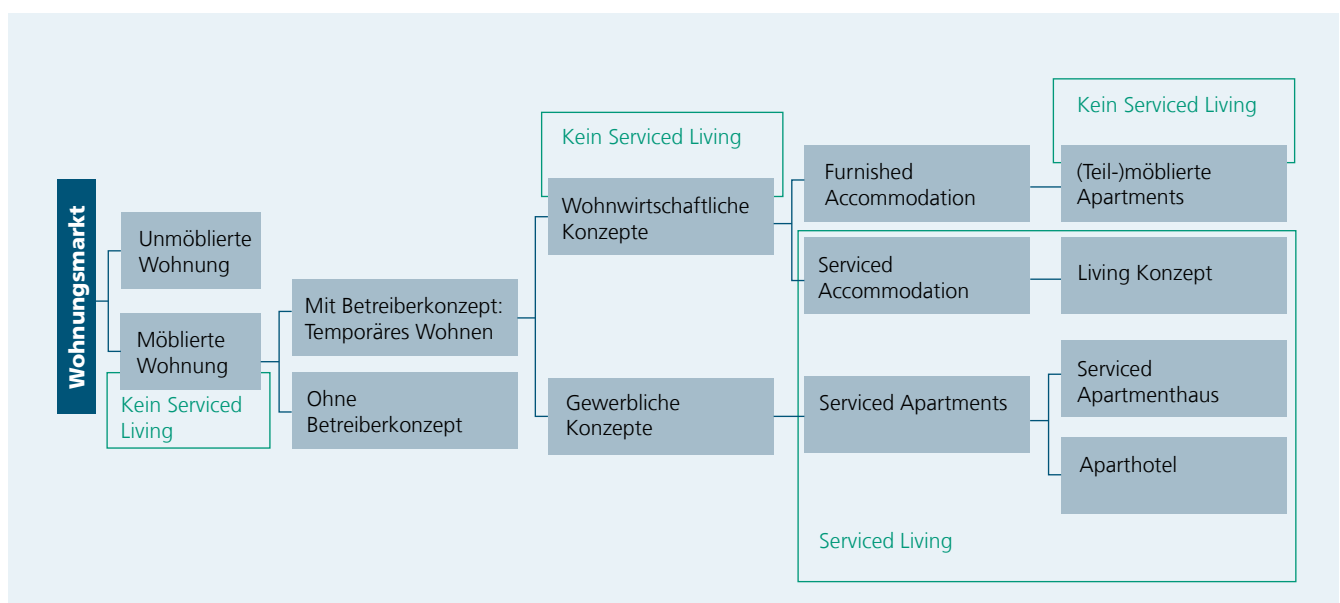 Wohnungsmarkt
Unmöblierte
Wohnung
Möblierte
Wohnung
Kein Serviced
Living
Mit Betreiberkonzept:
Temporäres Wohnen
Ohne
Betreiberkonzept
Kein Serviced Living
Wohnwirtschaftliche
Konzepte
Gewerbliche
Konzepte
Furnished
Accommodation
Serviced
Accommodation
Serviced Apartments
Kein Serviced Living
(Teil-)möblierte
Apartments
Living Konzept
Serviced
Apartmenthaus
Aparthotel
Serviced Living